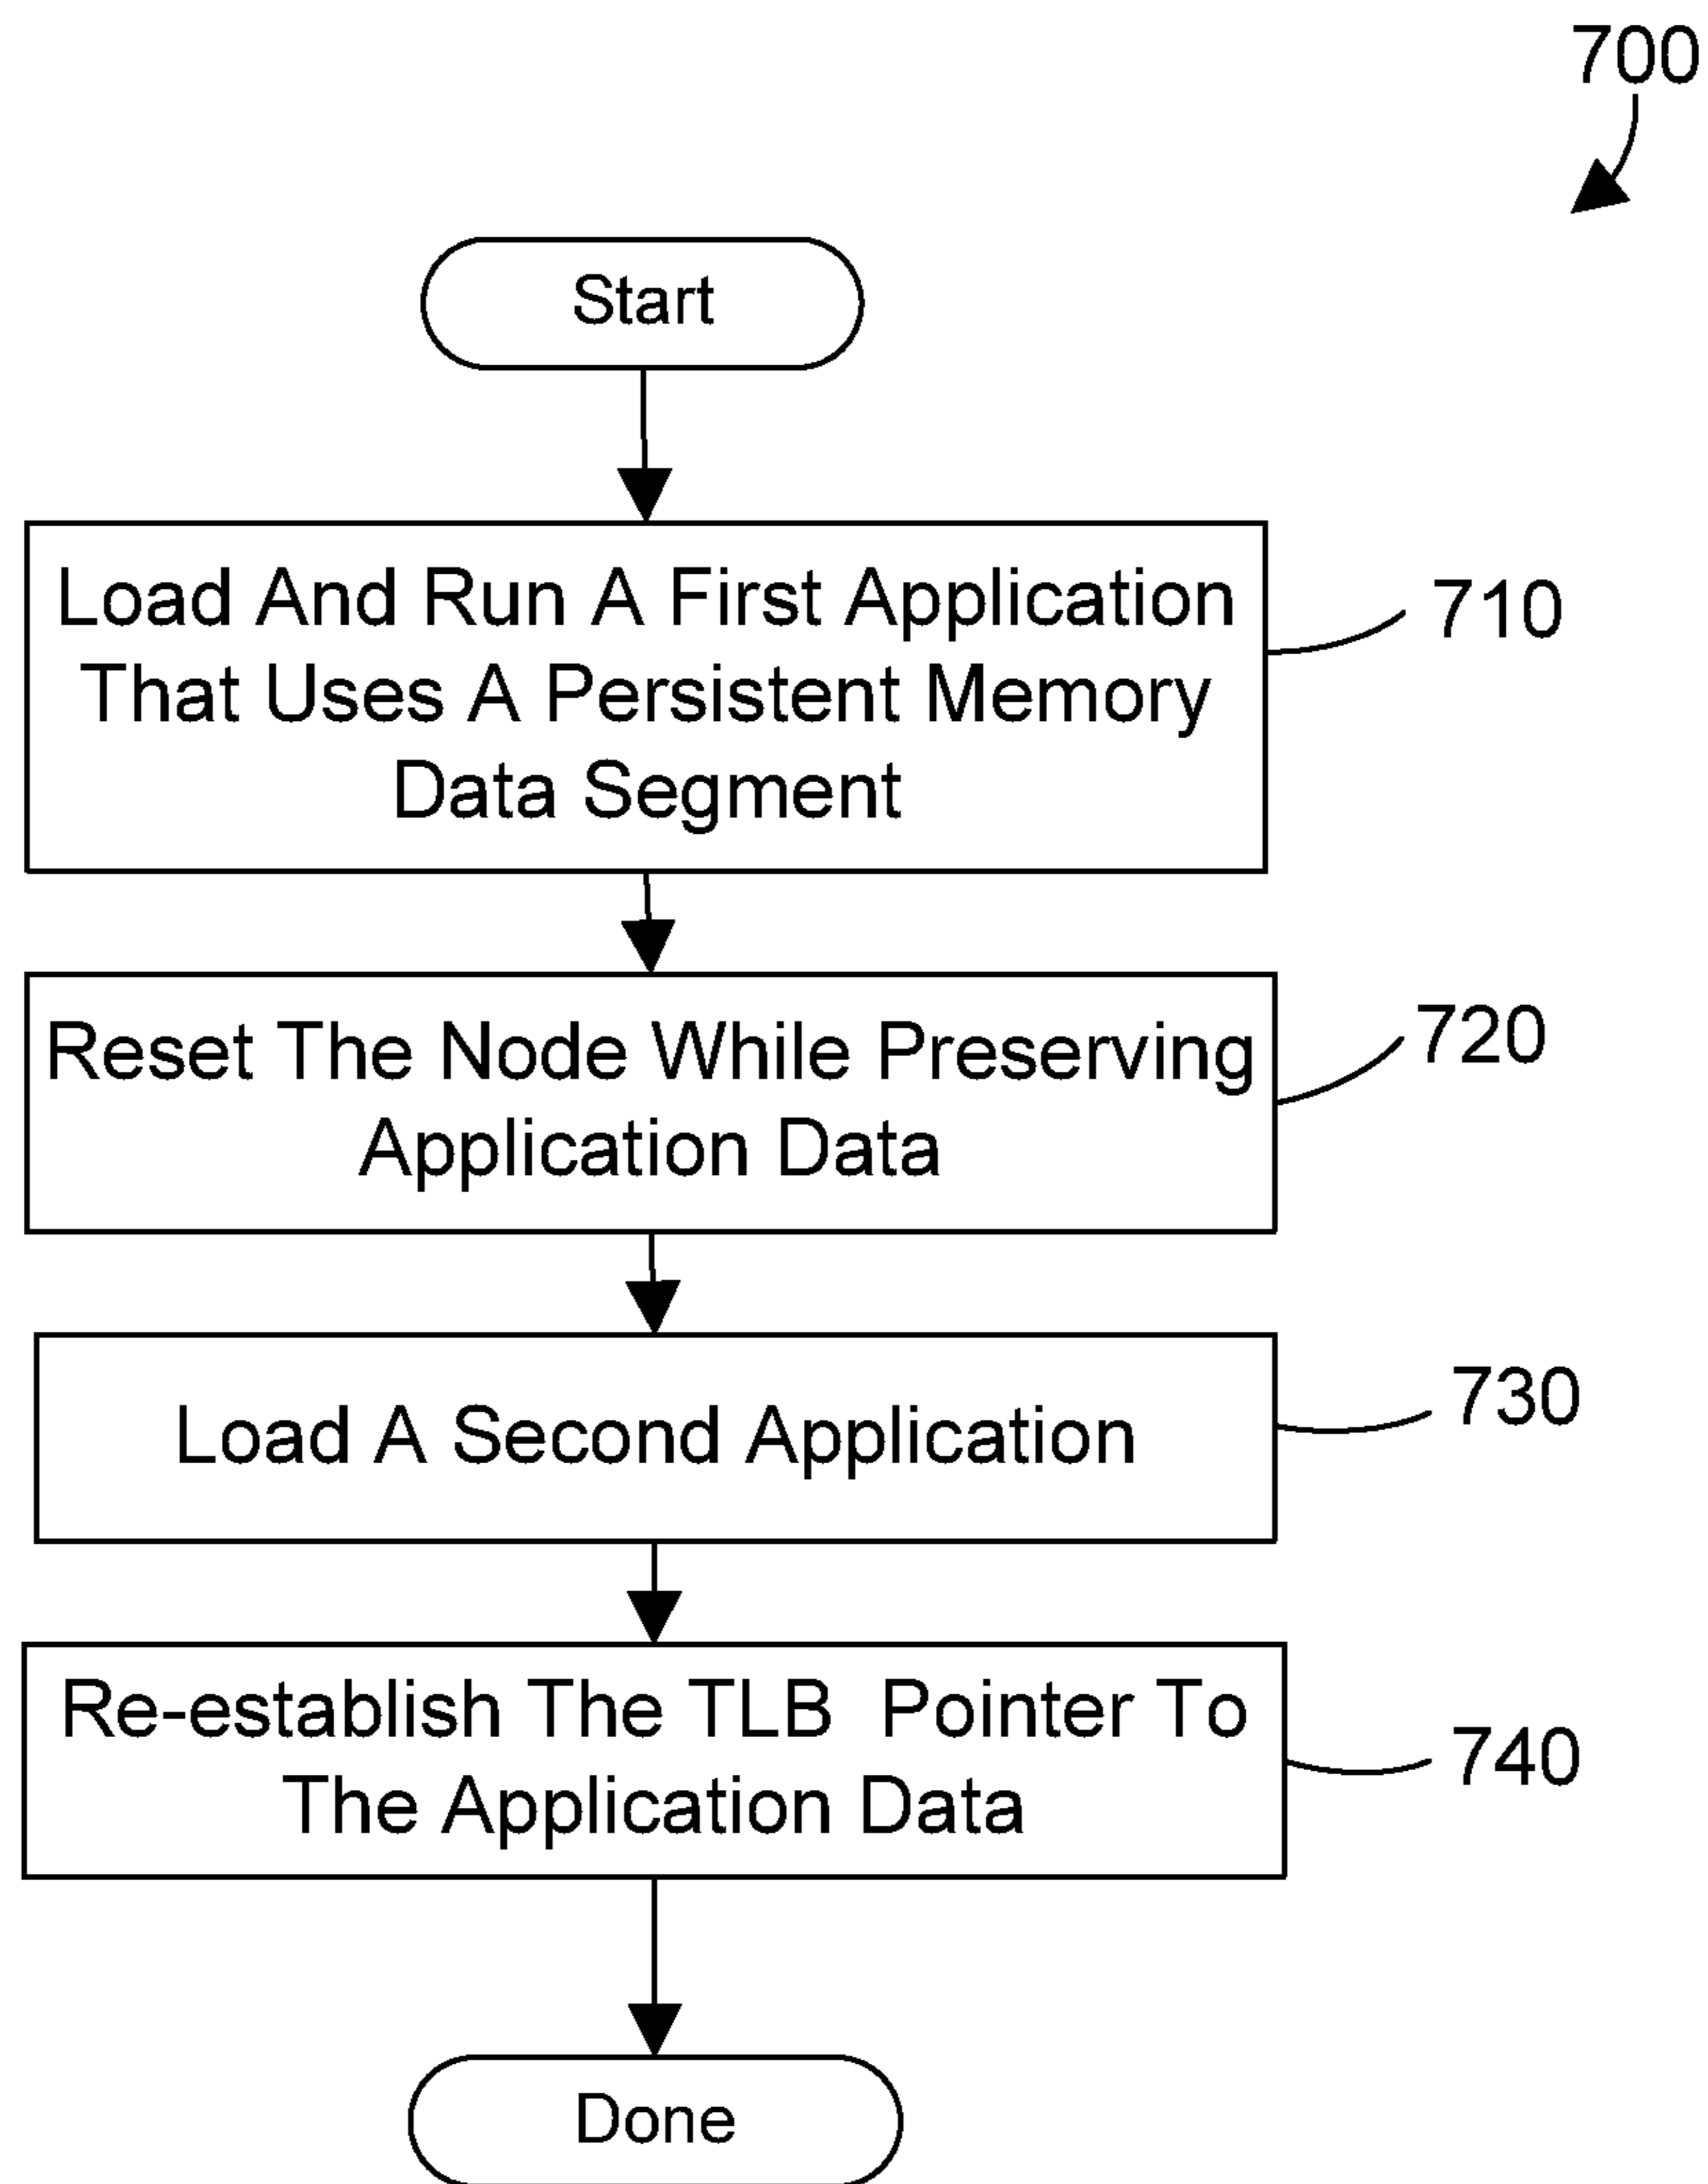 700
Start
Load And Run A First Application
That Uses A Persistent Memory
Data Segment
710
Reset The Node While Preserving
Application Data
720
Load A Second Application
730
Re-establish The TLB Pointer To
The Application Data
740
Done